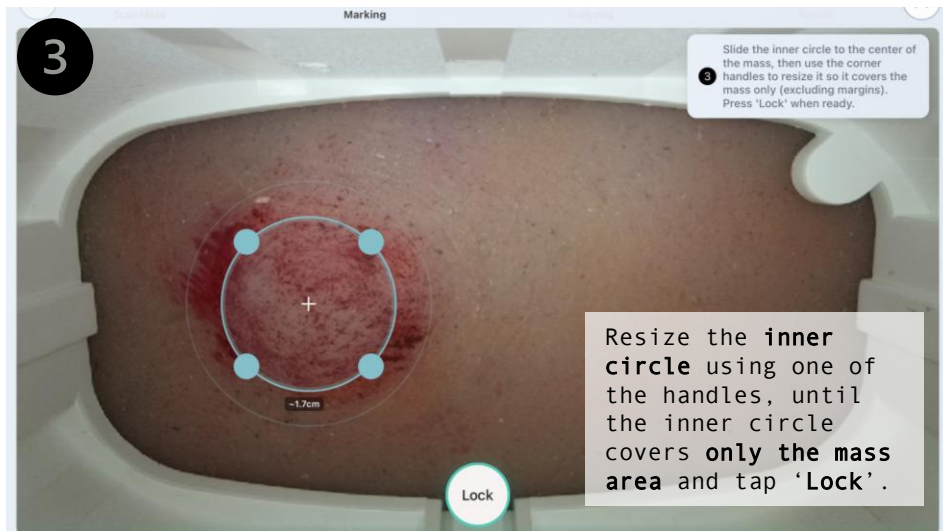 Marking
3
Slide the inner circle to the center of
the mass, then use the corner
handles to resize it so it covers the
3
mass only (excluding margins).
Press 'Lock' when ready.
~1.7cm
Resize the inner
circle using one of
the handles, until
the inner circle
covers only the mass
area and tap ‘Lock’.
Lock